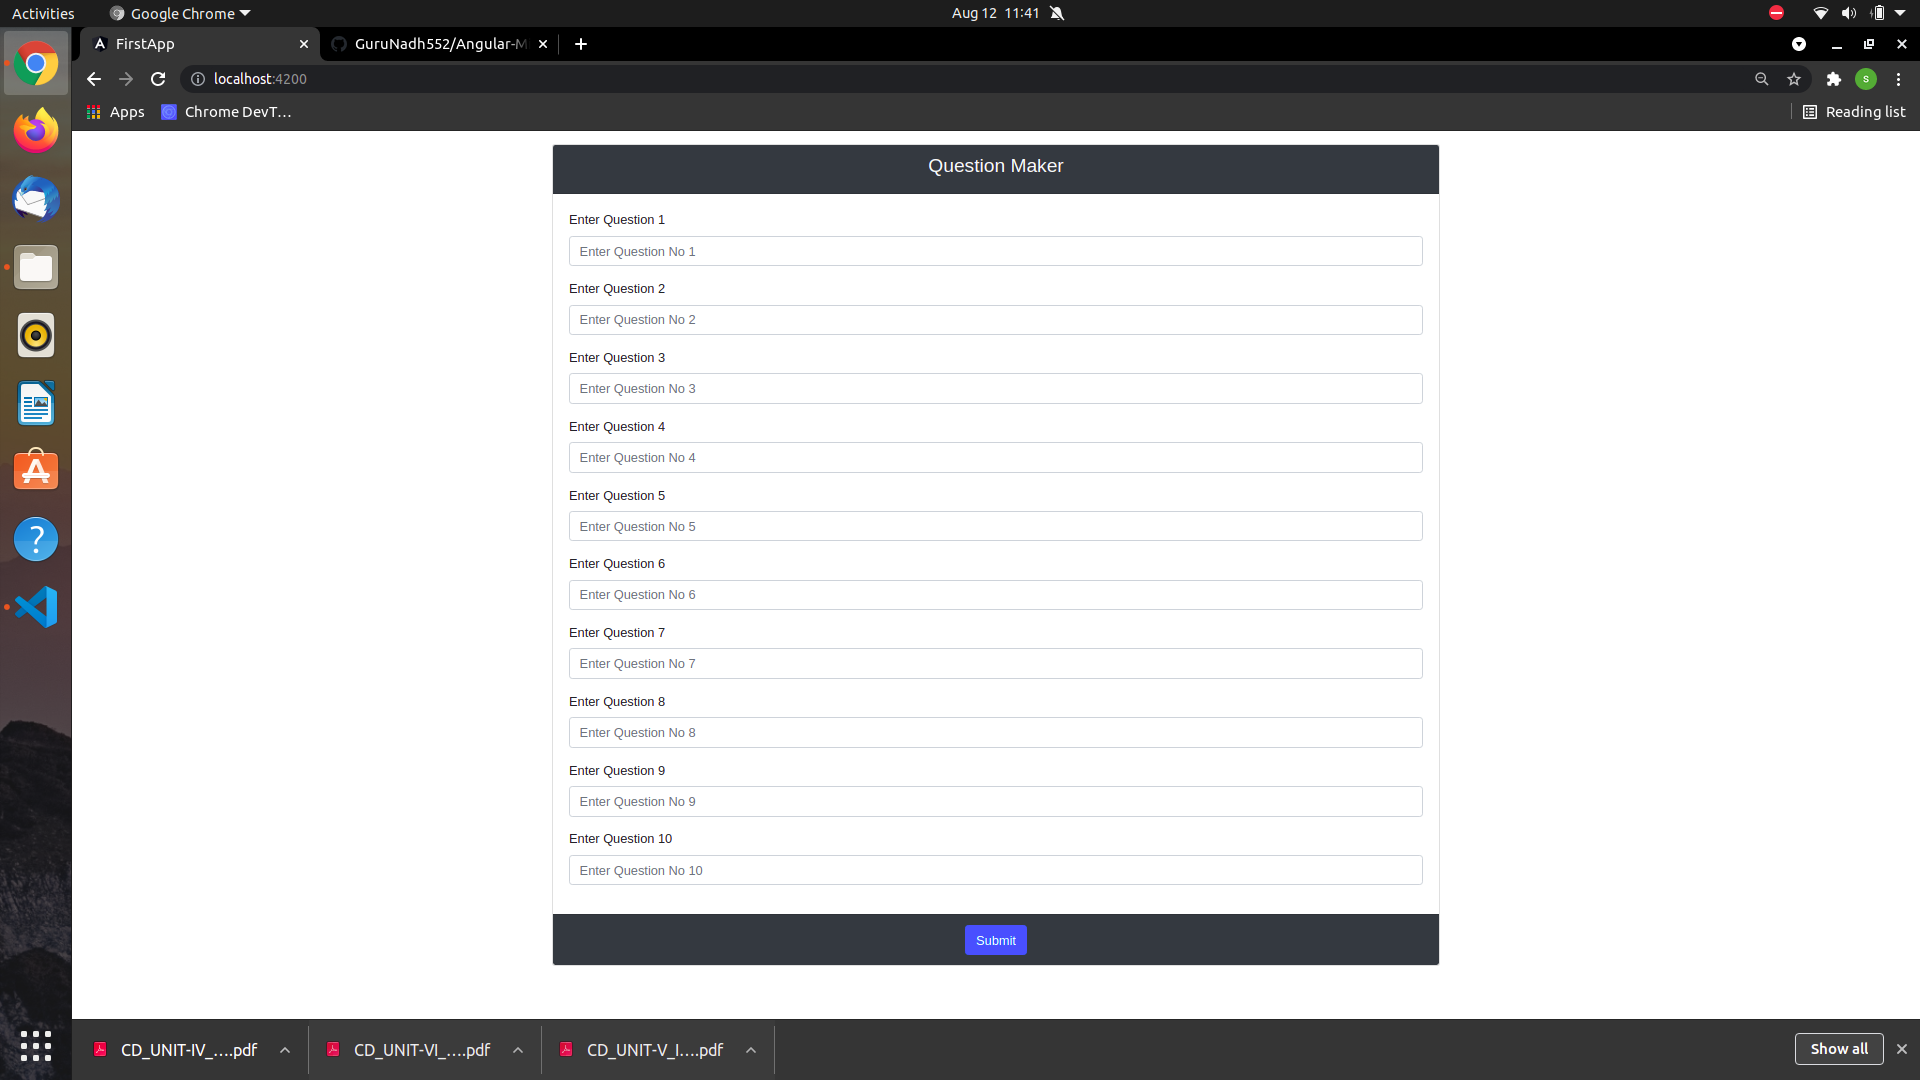 Activities
Google Chrome
Aug 12 11:41
FirstApp
GuruNadh552/Angular-M
localhost:4200
S
Apps
Chrome DevT...
Reading list
Question Maker
Enter Question 1
Enter Question No 1
Enter Question 2
Enter Question No 2
Enter Question 3
Enter Question No 3
Enter Question 4
Enter Question No 4
Enter Question 5
Enter Question No 5
Enter Question 6
Enter Question No 6
Enter Question 7
Enter Question No 7
Enter Question 8
Enter Question No 8
Enter Question 9
Enter Question No 9
Enter Question 10
Enter Question No 10
Submit
CD_UNIT-IV_....pdf
CD_UNIT-VI_....pdf
CD_UNIT-V_I....pdf
Show all